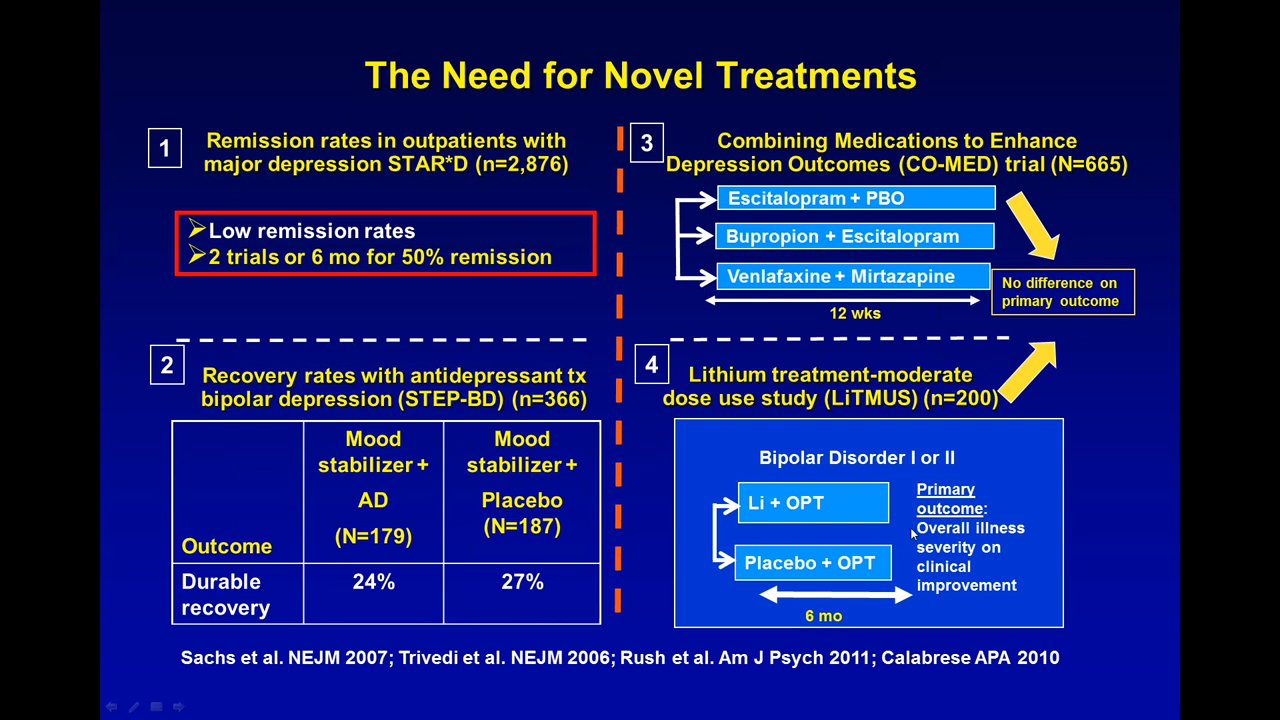 The Need for Novel Treatments
1
Remission rates in outpatients with
major depression STAR*D (n=2,876)
Low remission rates
2 trials or 6 mo for 50% remission
2
Recovery rates with antidepressant tx
bipolar depression (STEP-BD) (n=366)
Outcome
Mood
stabilizer +
AD
(N=179)
Mood
stabilizer +
Placebo
(N=187)
Durable
recovery
24%
27%
3
Combining Medications to Enhance
Depression Outcomes (CO-MED) trial (N=665)
Escitalopram + PBO
Bupropion + Escitalopram
Venlafaxine + Mirtazapine
12 wks
No difference on
primary outcome
4
Lithium treatment-moderate
dose use study (LiTMUS) (n=200)
Bipolar Disorder I or II
Li + OPT
Placebo + OPT
6 mo
Primary
outcome:
Overall illness
severity on
clinical
improvement
Sachs et al. NEJM 2007; Trivedi et al. NEJM 2006; Rush et al. Am J Psych 2011; Calabrese APA 2010